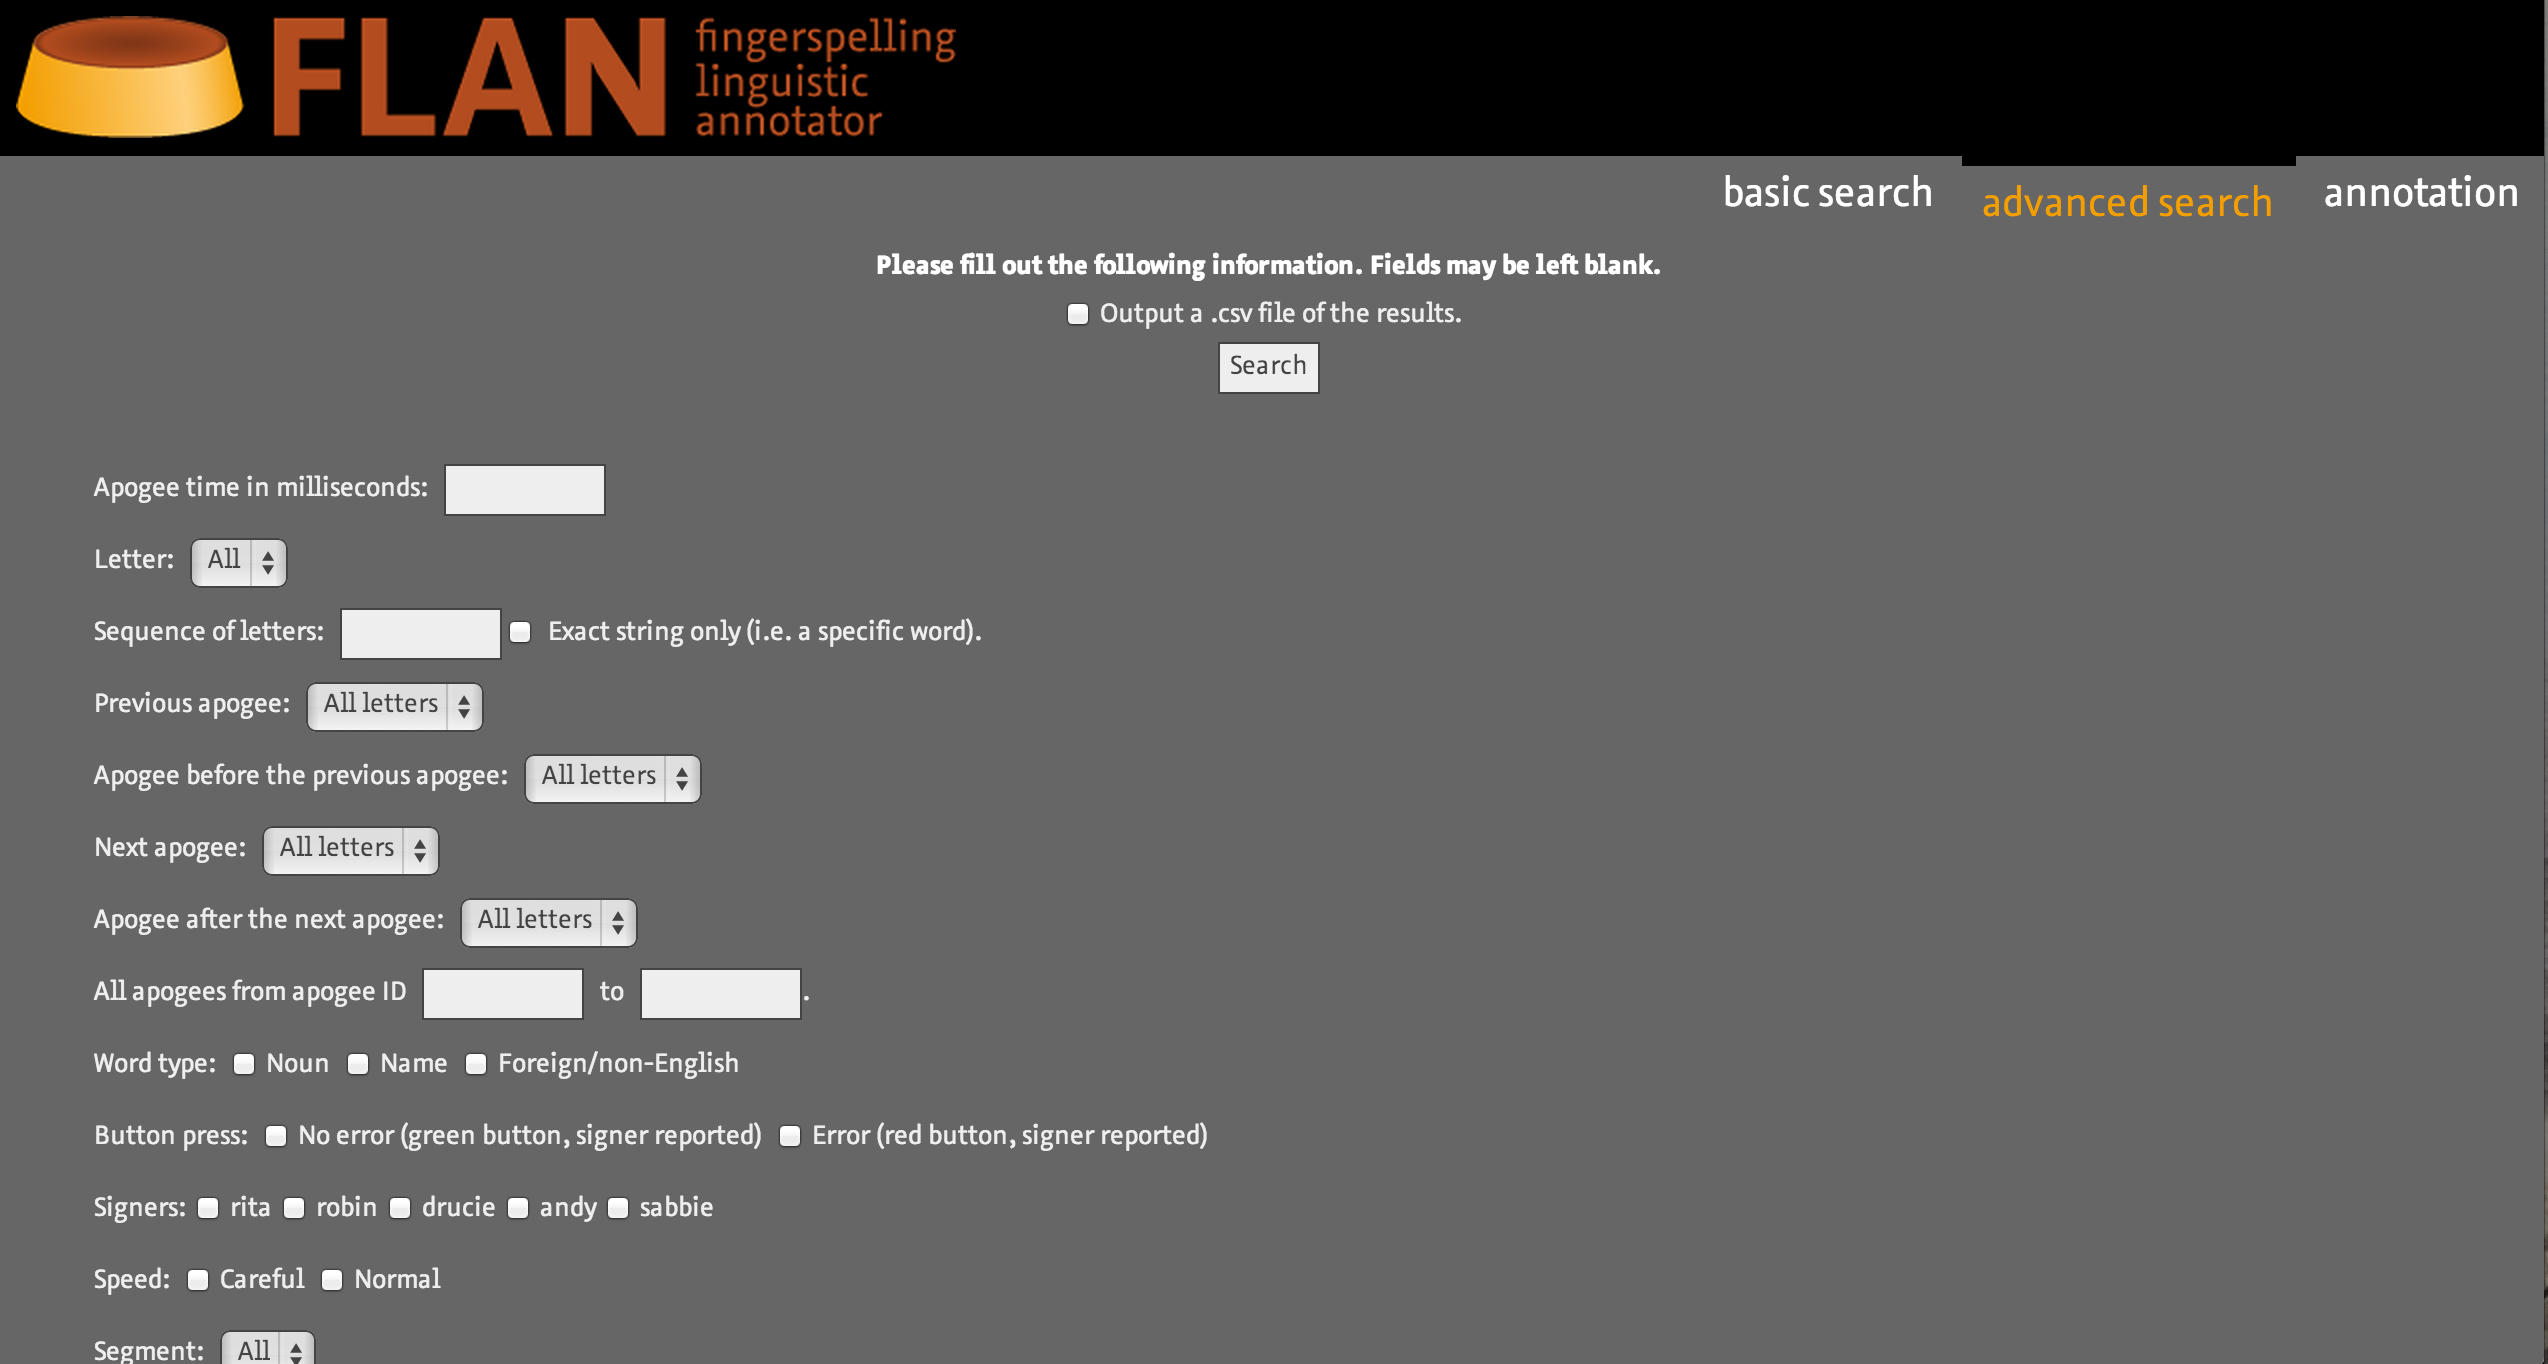 FLAN
fingerspelling
linguistic
annotator
basic search
advanced search
annotation
Please fill out the following information. Fields may be left blank.
Output a .csv file of the results.
Search
Apogee time in milliseconds:
Letter: All
Sequence of letters: Exact string only (i.e. a specific word).
Previous apogee: All letters
Apogee before the previous apogee: All letters
Next apogee: All letters
Apogee after the next apogee: All letters
All apogees from apogee ID to .
Word type: Noun Name Foreign/non-English
Button press: No error (green button, signer reported) Error (red button, signer reported)
Signers: rita robin drucie andy sabbie
Speed: Careful Normal
Segment: All